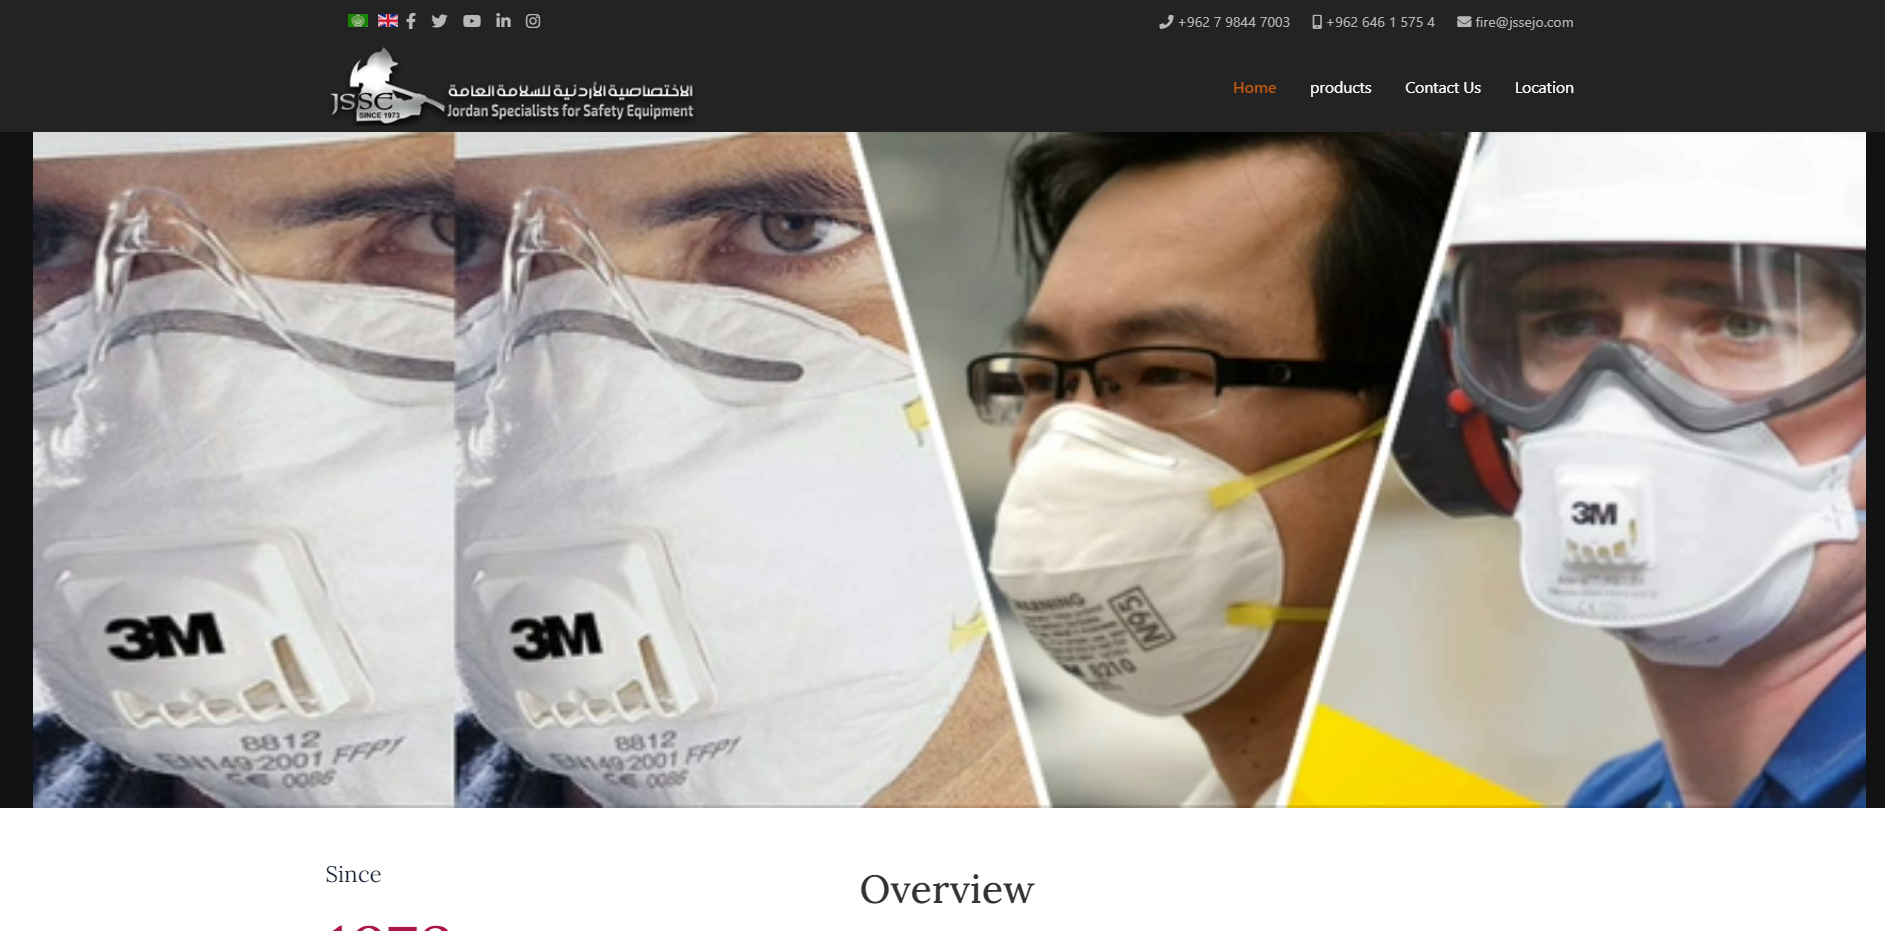 +962 7 9844 7003
+962 646 1 575 4
fire@jssejo.com
JSSE
SINCE 1973
الاختصاصية الأردنية للسلامة العامة
Jordan Specialists for Safety Equipment
Home
products
Contact Us
Location
3M
8812
EN149:2001 FFP1
CE 0086
3M
8812
EN149:2001 FFP1
CE 0086
WARNING
N95
8210
3M
Since
Overview
1973